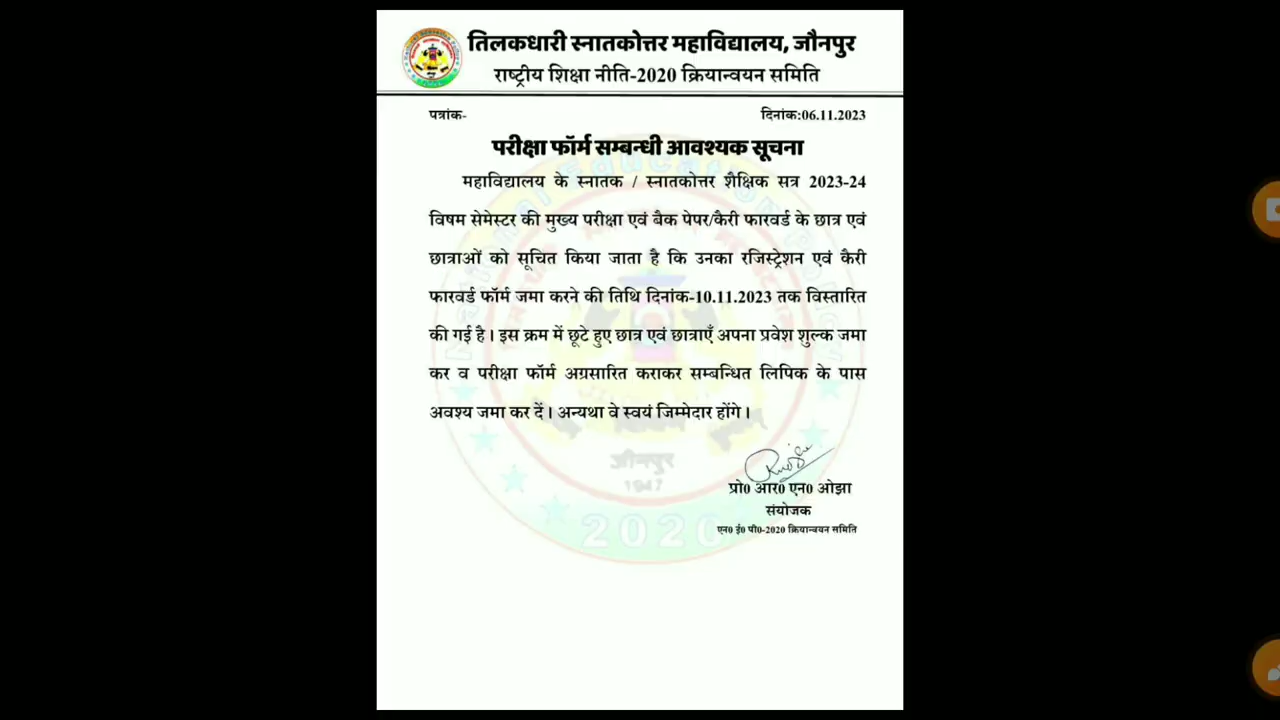 तिलकधारी स्नातकोत्तर महाविद्यालय, जौनपुर
राष्ट्रीय शिक्षा नीति-2020 क्रियान्वयन समिति
पत्रांक-
दिनांक:06.11.2023
परीक्षा फॉर्म सम्बन्धी आवश्यक सूचना
महाविद्यालय के स्नातक / स्नातकोत्तर शैक्षिक सत्र 2023-24
विषम सेमेस्टर की मुख्य परीक्षा एवं बैक पेपर/कैरी फारवर्ड के छात्र एवं
छात्राओं को सूचित किया जाता है कि उनका रजिस्ट्रेशन एवं कैरी
फारवर्ड फॉर्म जमा करने की तिथि दिनांक-10.11.2023 तक विस्तारित
की गई है। इस क्रम में छूटे हुए छात्र एवं छात्राएँ अपना प्रवेश शुल्क जमा
कर व परीक्षा फॉर्म अग्रसारित कराकर सम्बन्धित लिपिक के पास
अवश्य जमा कर दें। अन्यथा वे स्वयं जिम्मेदार होंगे।
जौनपुर
1947
2020
प्रो0 आर0 एन0 ओझा
संयोजक
एन0 ई0 पी0-2020 क्रियान्वयन समिति